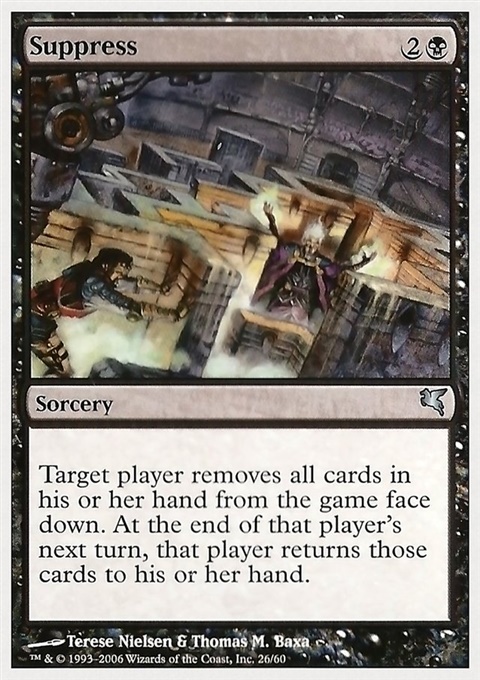 Suppress 2
Sorcery
Target player removes all cards in
his or her hand from the game face
down. At the end of that player's
next turn, that player returns those
cards to his or her hand.
Terese Nielsen & Thomas M. Baxa
™ & © 1993–2006 Wizards of the Coast, Inc. 26/60